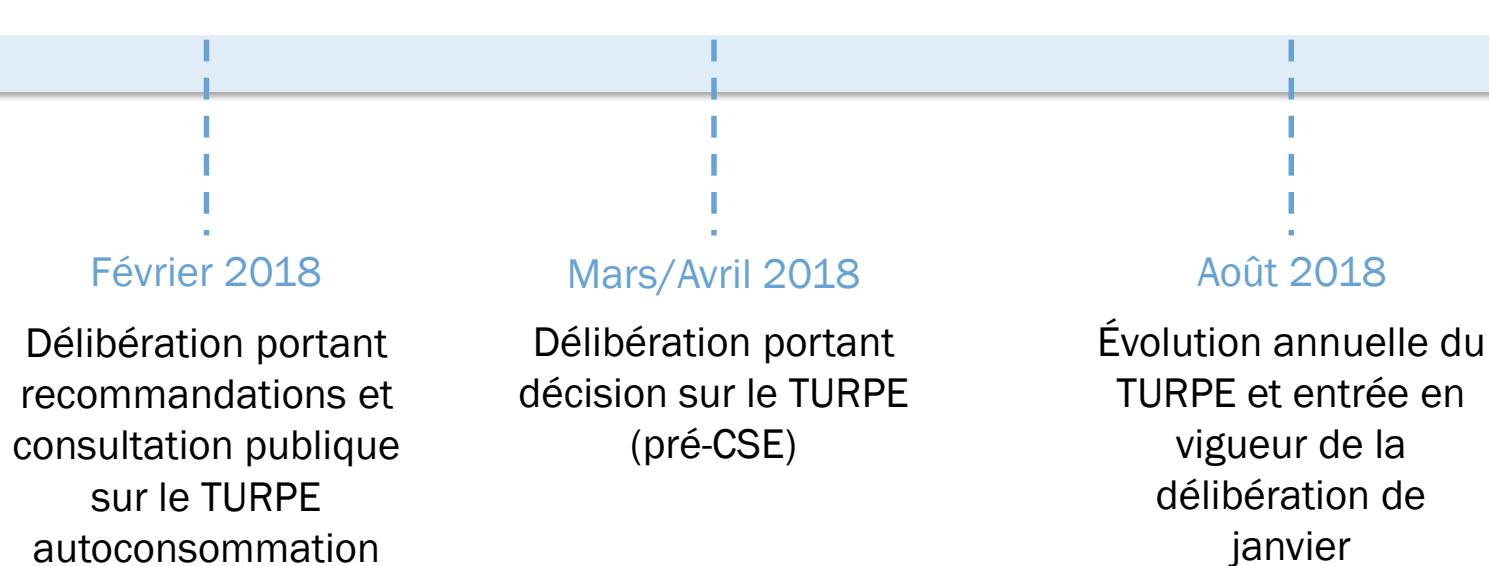 Février 2018
Délibération portant
recommandations et
consultation publique
sur le TURPE
autoconsommation
Mars/Avril 2018
Délibération portant
décision sur le TURPE
(pré-CSE)
Août 2018
Évolution annuelle du
TURPE et entrée en
vigueur de la
délibération de
janvier